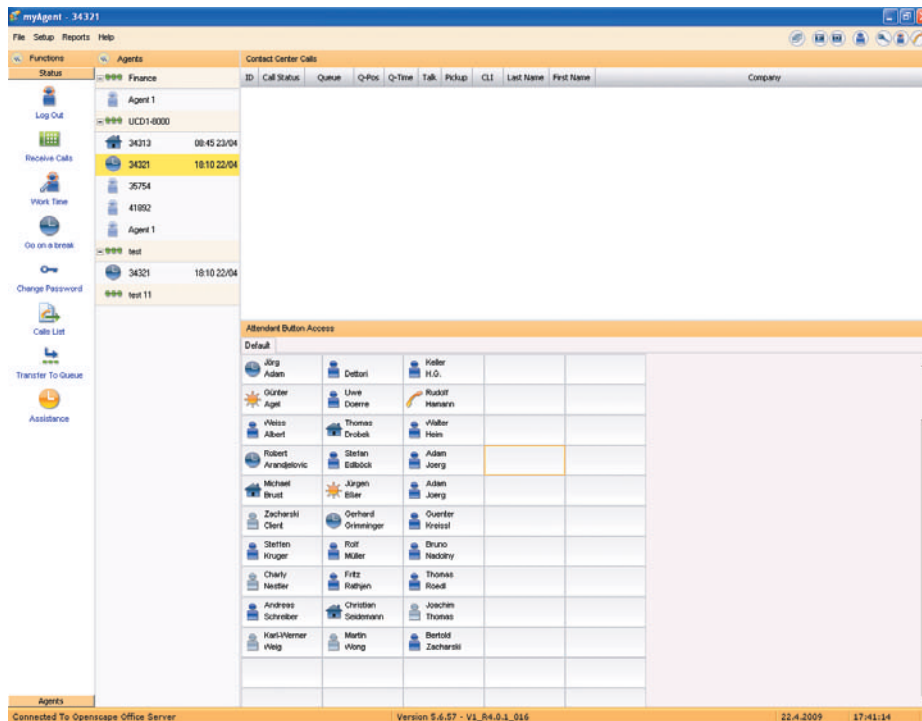 myAgent - 34321
File Setup Reports Help
Functions
Status
Log Out
Receive Calls
Work Time
Go on a break
Change Password
Calls List
Transfer To Queue
Assistance
Agents
Agents
Finance
Agent 1
UCD1-8000
34313 08:45 23/04
34321 18:10 22/04
35754
41892
Agent 1
test
34321 18:10 22/04
test 11
Contact Center Calls
ID Call Status Queue Q-Pos Q-Time Talk Pickup CLI Last Name First Name Company
Attendant Button Access
Default
Jörg Adam
Dettori
Keller H.G.
Günter Agel
Uwe Doerre
Rudolf Hamann
Weiss Albert
Thomas Drobek
Walter Heim
Robert Arandjelovic
Stefan Edlböck
Adam Joerg
Michael Brust
Jürgen Eßer
Adam Joerg
Zacharski Client
Gerhard Grimminger
Guenter Kreissl
Steffen Kruger
Rolf Müller
Bruno Nadolny
Charly Nestler
Fritz Rathjen
Thomas Roedl
Andreas Schreiber
Christian Seidemann
Joachim Thomas
Karl-Werner Weig
Martin Wong
Bertold Zacharski
Connected To Openscape Office Server
Version 5.6.57 - V1_R4.0.1_016
22.4.2009 17:41:14